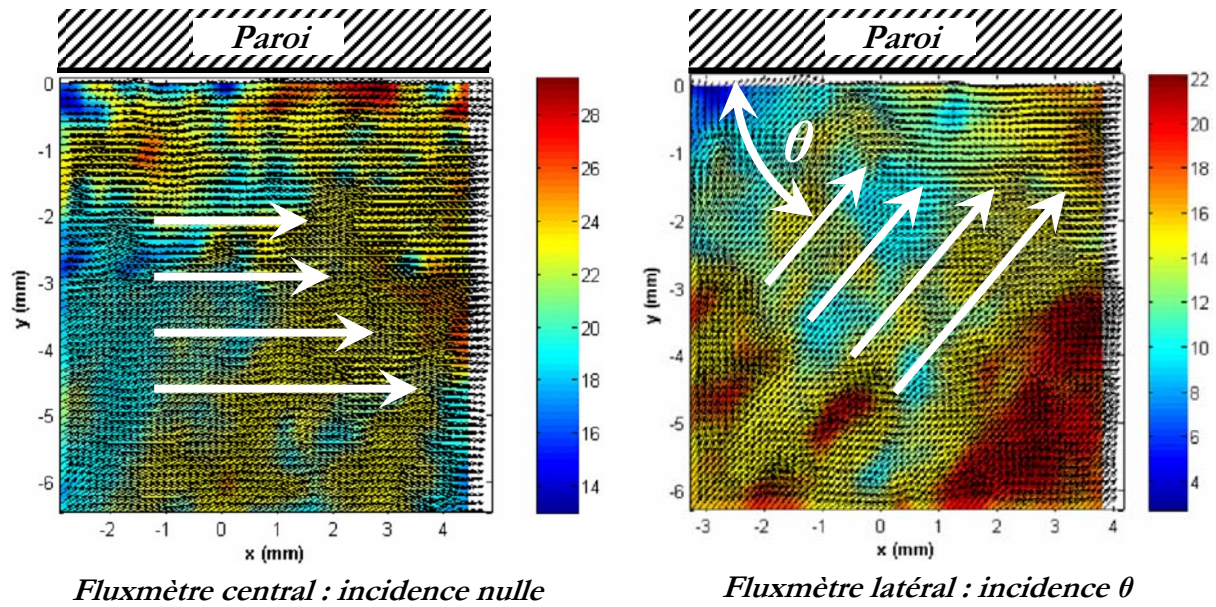 Paroi
0
-1
-2
-3
-4
-5
-6
y (mm)
-2 -1 0 1 2 3 4
x (mm)
28
26
24
22
20
18
16
14
Fluxmètre central : incidence nulle
Paroi
θ
0
-1
-2
-3
-4
-5
-6
y (mm)
-3 -2 -1 0 1 2 3 4
x (mm)
22
20
18
16
14
12
10
8
6
4
Fluxmètre latéral : incidence θ